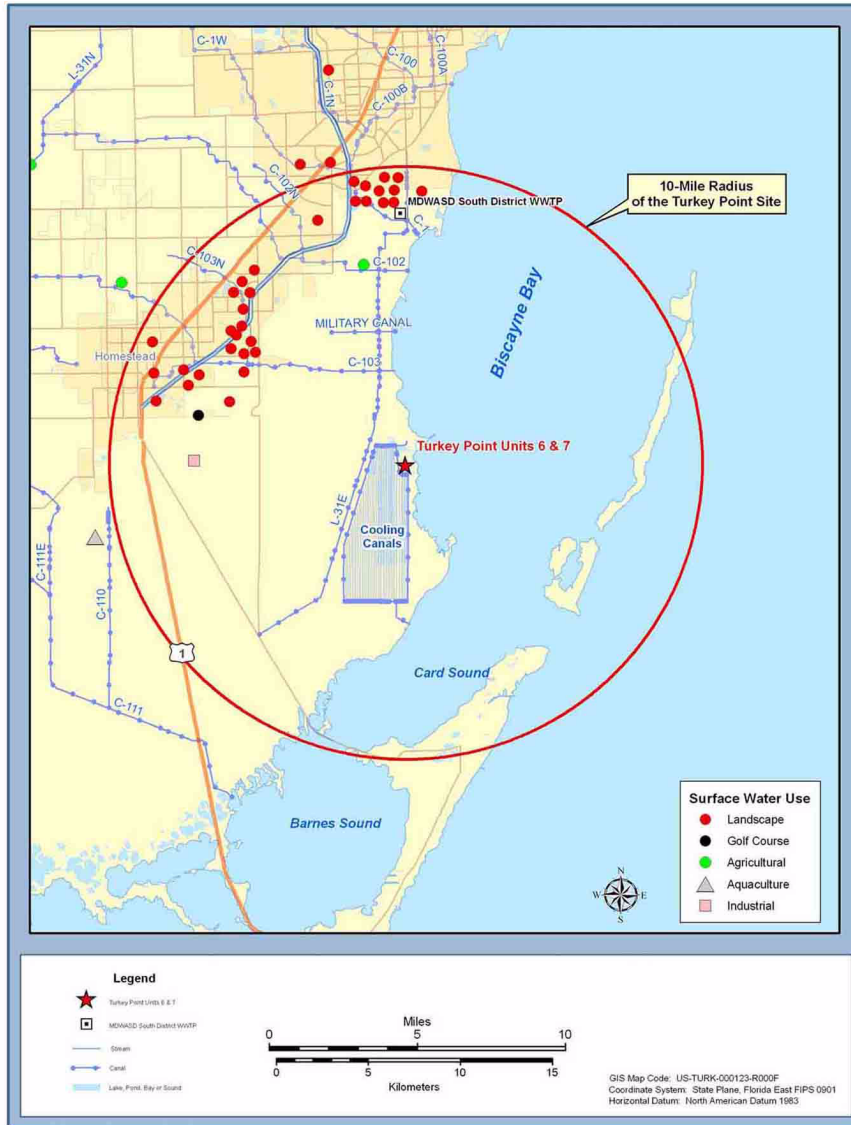 C-1W
C-100
C-100A
L-31N
C-1N
C-100B
C-102N
10-Mile Radius
of the Turkey Point Site
MDWASD South District WWTP
C-1
C-103N
C-102
Biscayne Bay
MILITARY CANAL
Homestead
C-103
Turkey Point Units 6 & 7
L-31E
Cooling
Canals
C-111E
C-110
1
Card Sound
C-111
Barnes Sound
Surface Water Use
Landscape
Golf Course
Agricultural
Aquaculture
Industrial
N
W
E
S
Legend
Turkey Point Units 6 & 7
MDWASD South District WWTP
Stream
Canal
Lake, Pond, Bay or Sound
Miles
0 5 10
0 5 10 15
Kilometers
GIS Map Code: US-TURK-000123-R000F
Coordinate System: State Plane, Florida East FIPS 0901
Horizontal Datum: North American Datum 1983